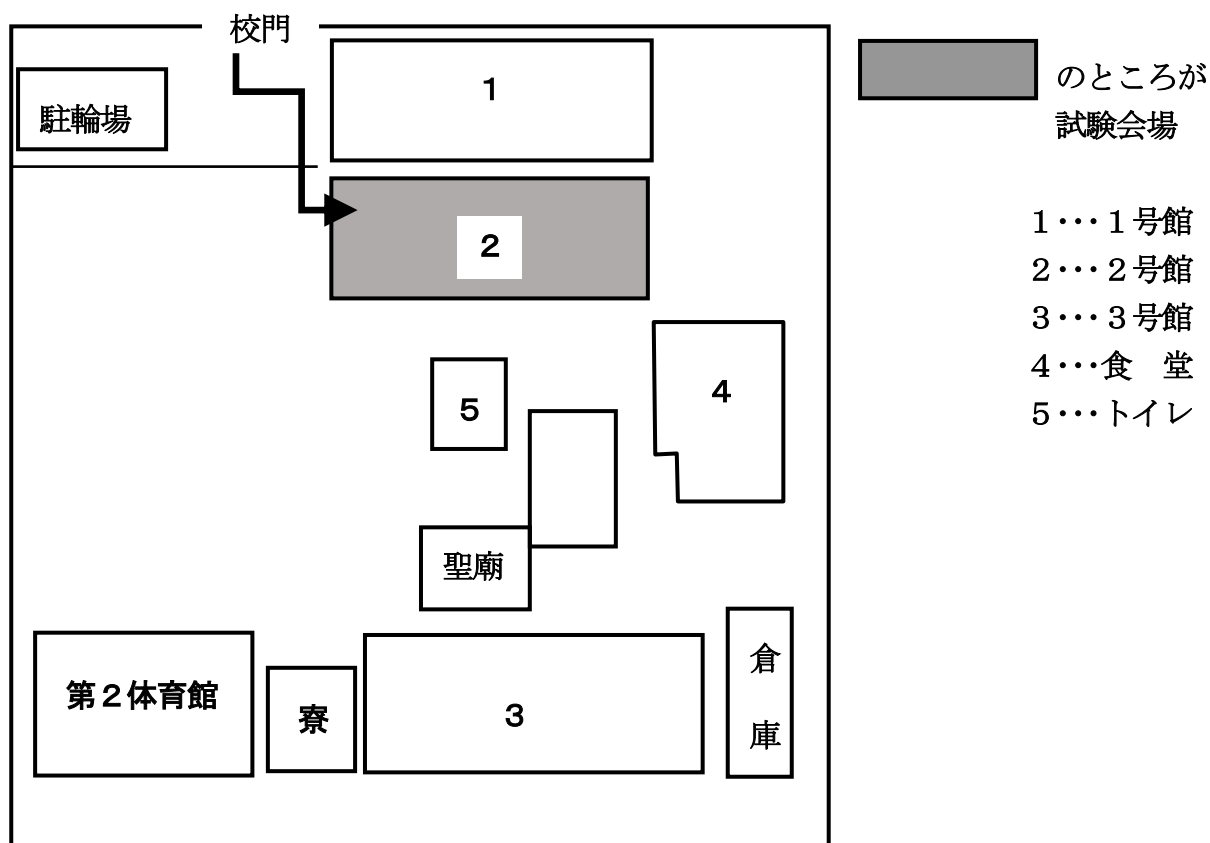 校門
駐輪場
1
2
5
4
聖廟
第２体育館
寮
3
倉
庫
のところが
試験会場
１･･･１号館
２･･･２号館
３･･･３号館
４･･･食　堂
５･･･トイレ